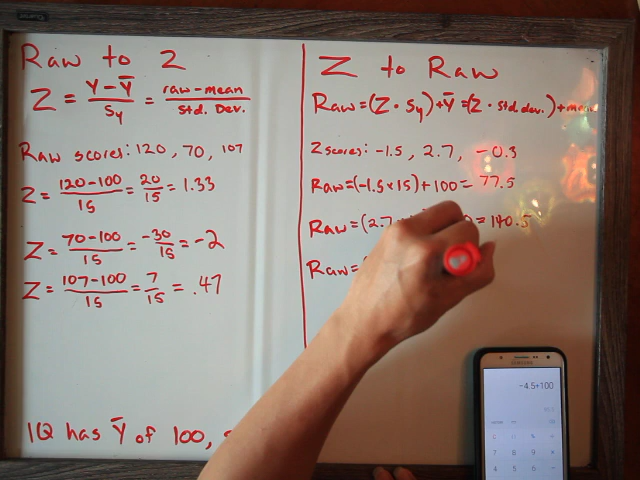 Raw to Z
Z = Y - Ȳ / Sy = raw-mean / Std. Dev.
Raw scores: 120, 70, 107
Z = 120-100 / 15 = 20 / 15 = 1.33
Z = 70-100 / 15 = -30 / 15 = -2
Z = 107-100 / 15 = 7 / 15 = .47
IQ has Ȳ of 100,
Z to Raw
Raw = (Z · Sy) + Ȳ = (Z · std. dev.) + mean
Z scores: -1.5, 2.7, -0.3
Raw = (-1.5 x 15) + 100 = 77.5
Raw = (2.7 = 140.5
Raw = (
-4.5+100